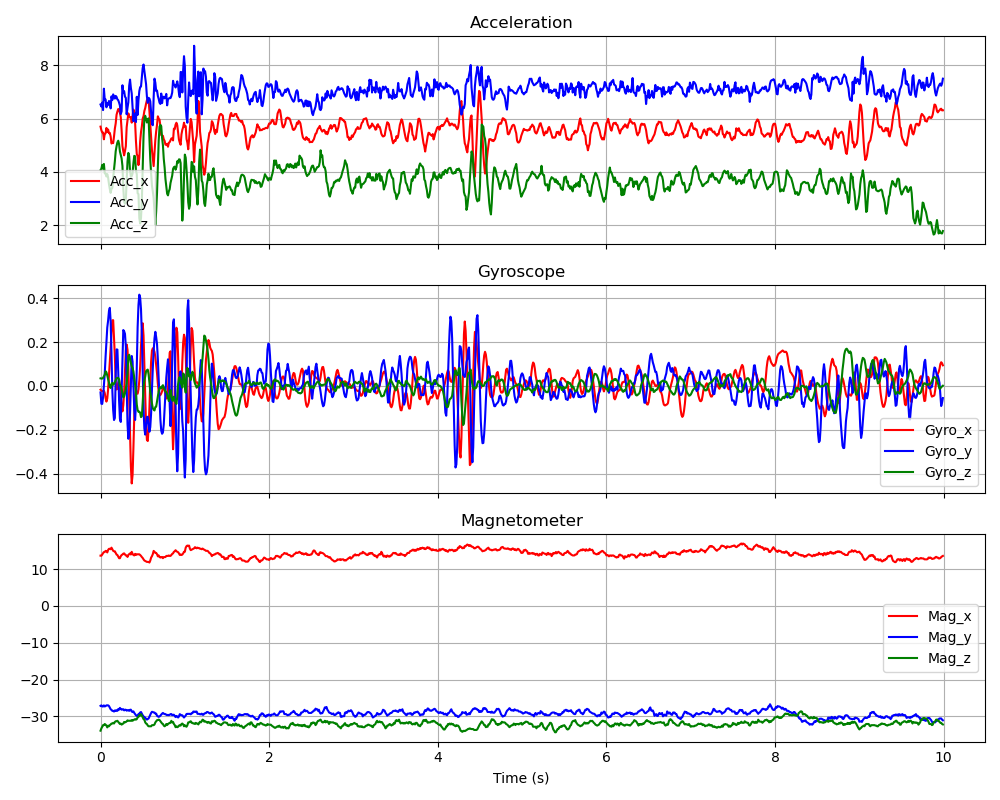 Acceleration
8
6
4
2
Acc_x
Acc_y
Acc_z
Gyroscope
0.4
0.2
0.0
−0.2
−0.4
Gyro_x
Gyro_y
Gyro_z
Magnetometer
10
0
−10
−20
−30
Mag_x
Mag_y
Mag_z
0 2 4 6 8 10
Time (s)